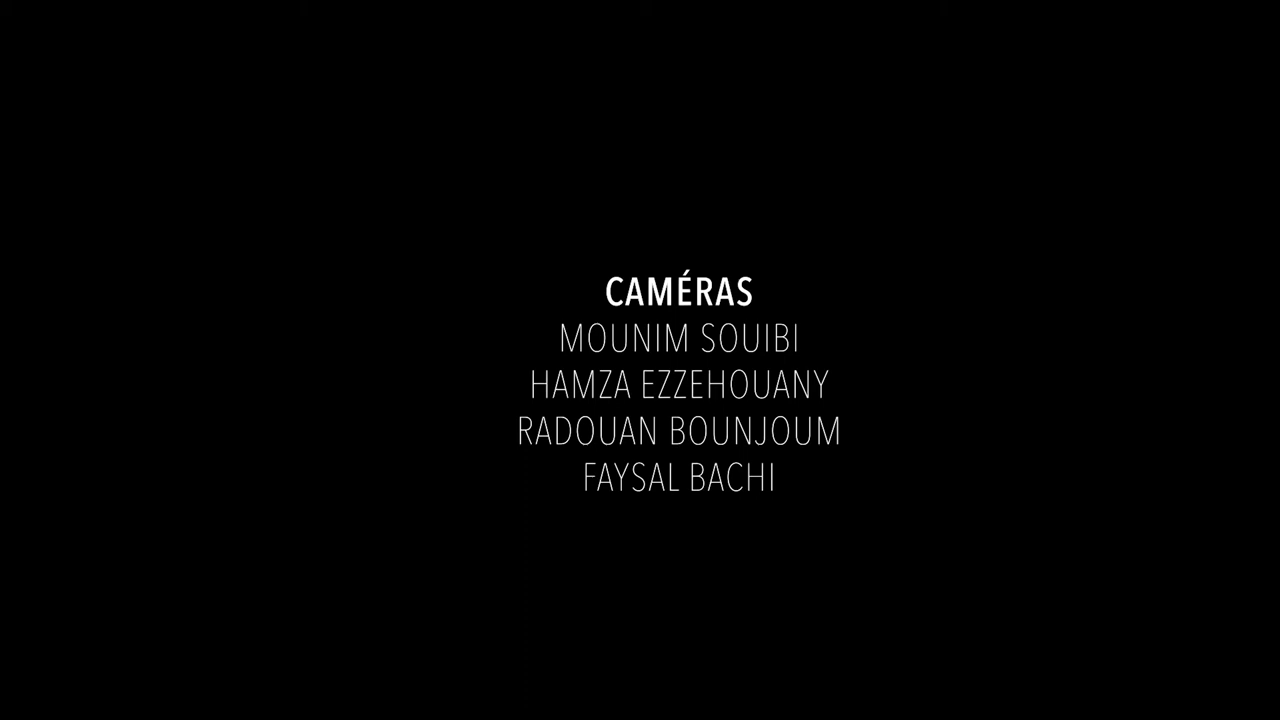 CAMÉRAS
MOUNIM SOUIBI
HAMZA EZZEHOUANY
RADOUAN BOUNJOUM
FAYSAL BACHI